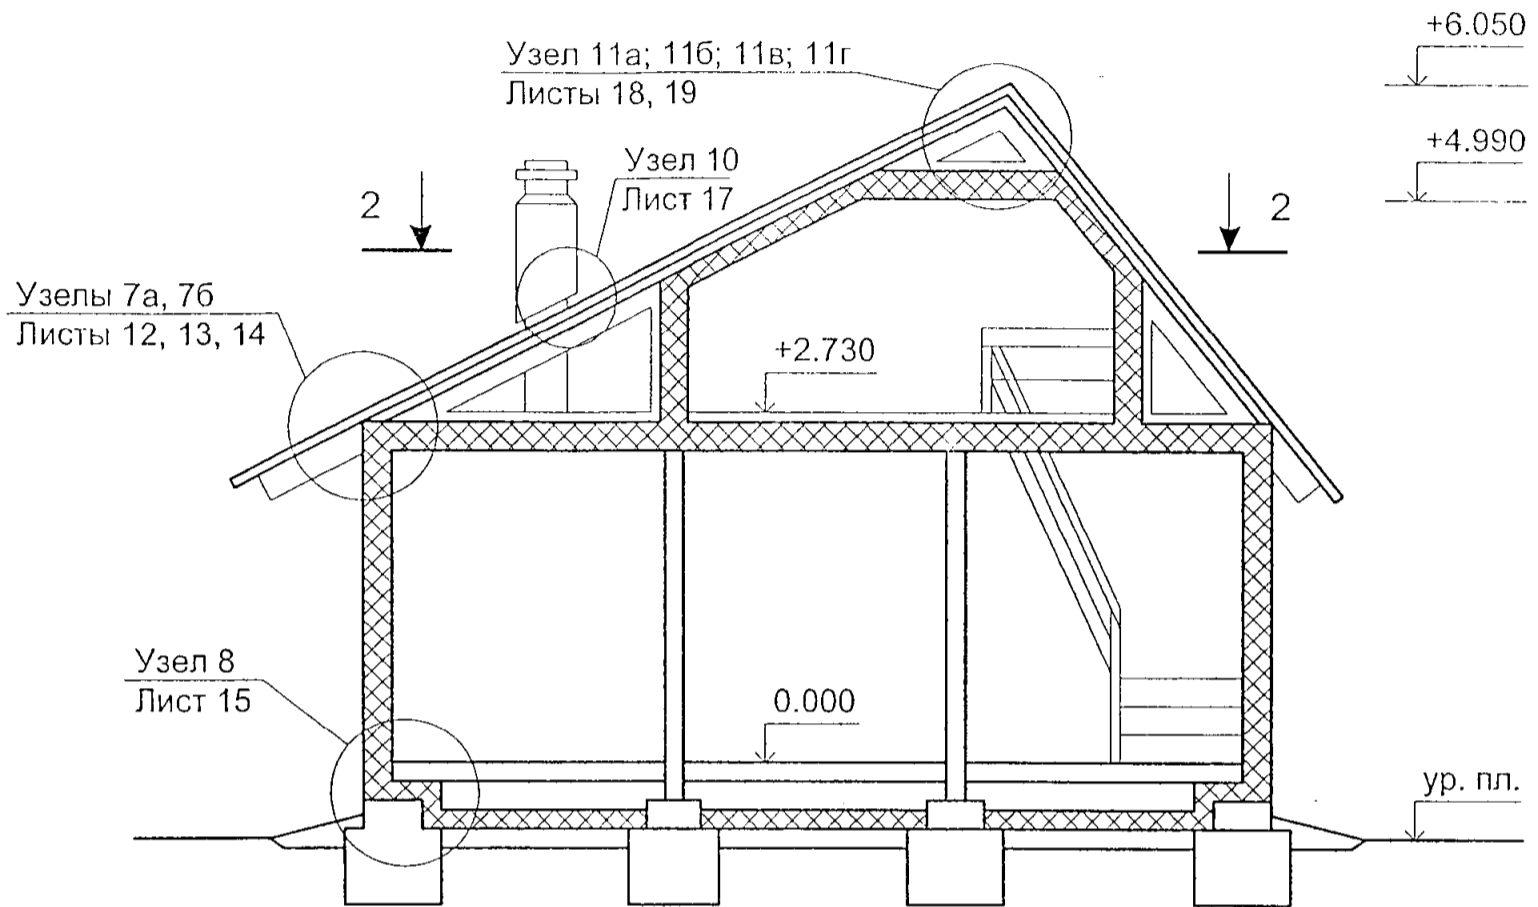 +6.050
Узел 11а; 11б; 11в; 11г
Листы 18, 19
+4.990
Узел 10
Лист 17
2
2
Узелы 7а, 7б
Листы 12, 13, 14
+2.730
Узел 8
Лист 15
0.000
ур. пл.